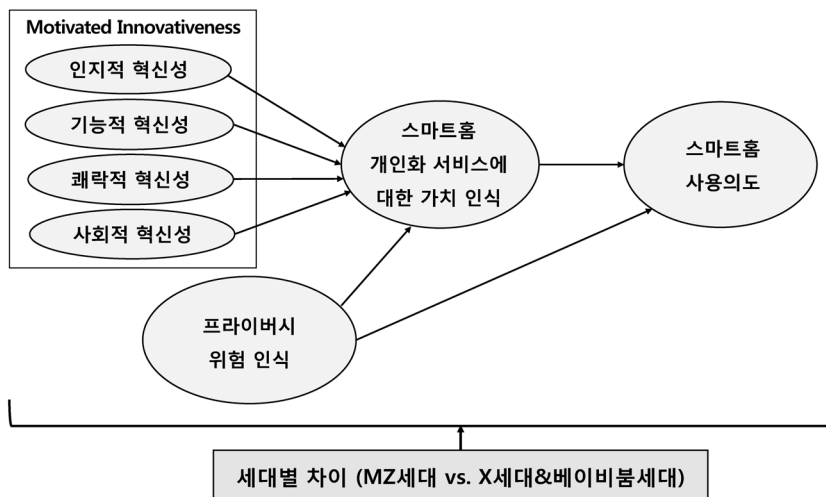 Motivated Innovativeness
인지적 혁신성
기능적 혁신성
쾌락적 혁신성
사회적 혁신성
스마트홈
개인화 서비스에
대한 가치 인식
스마트홈
사용의도
프라이버시
위험 인식
세대별 차이 (MZ세대 vs. X세대&베이비붐세대)